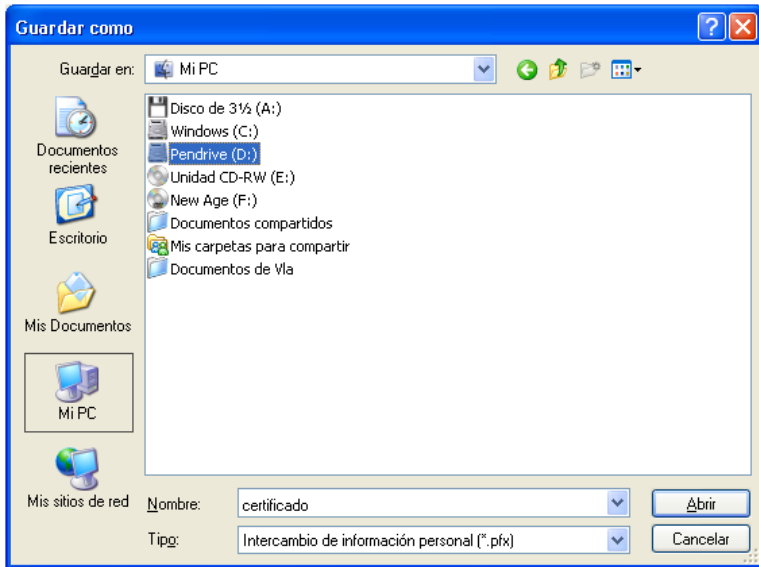 Guardar como
Guardar en: Mi PC
Disco de 3½ (A:)
Windows (C:)
Pendrive (D:)
Unidad CD-RW (E:)
New Age (F:)
Documentos compartidos
Mis carpetas para compartir
Documentos de Vla
Documentos
recientes
Escritorio
Mis Documentos
Mi PC
Mis sitios de red
Nombre: certificado Abrir
Tipo: Intercambio de información personal (*.pfx) Cancelar